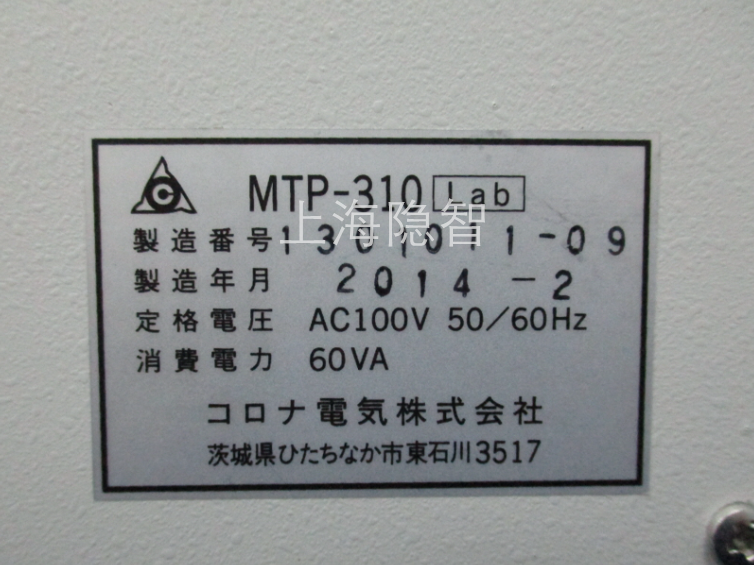 MTP-310 Lab
上海隐智
製造番号 1301011-09
製造年月 2014-2
定格電圧 AC100V 50/60Hz
消費電力 60VA
コロナ電気株式会社
茨城県ひたちなか市東石川3517